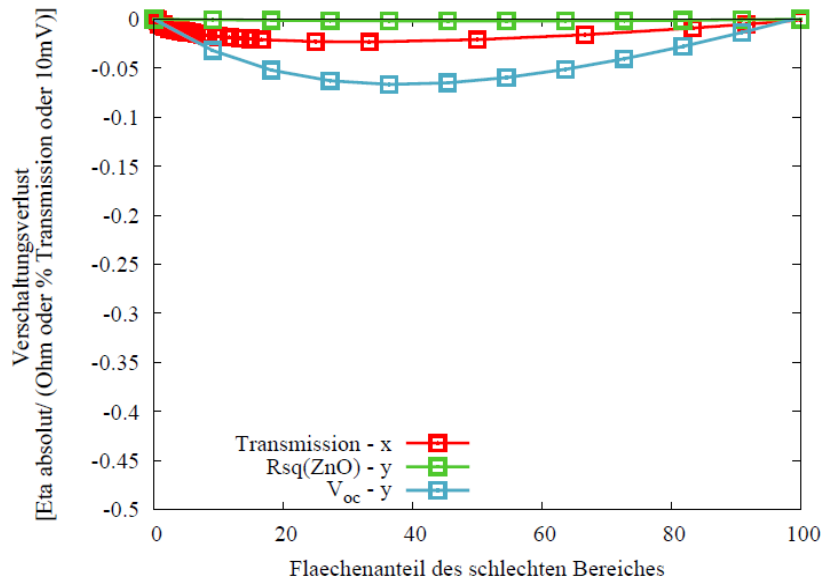 Verschaltungsverlust
[Eta absolut/ (Ohm oder % Transmission oder 10mV)]
0
-0.05
-0.1
-0.15
-0.2
-0.25
-0.3
-0.35
-0.4
-0.45
-0.5
Transmission - x
Rsq(ZnO) - y
Voc - y
0 20 40 60 80 100
Flaechenanteil des schlechten Bereiches